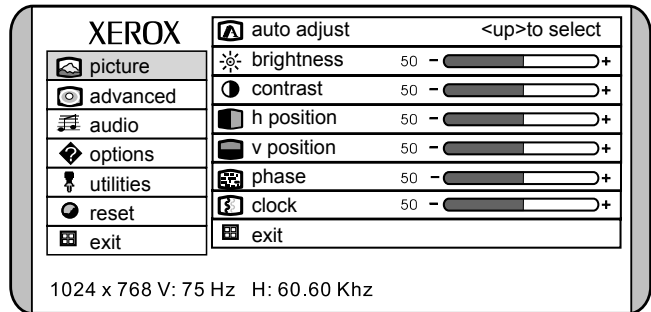 XEROX
picture
advanced
audio
options
utilities
reset
exit
auto adjust <up>to select
brightness 50 - +
contrast 50 - +
h position 50 - +
v position 50 - +
phase 50 - +
clock 50 - +
exit
1024 x 768 V: 75 Hz H: 60.60 Khz